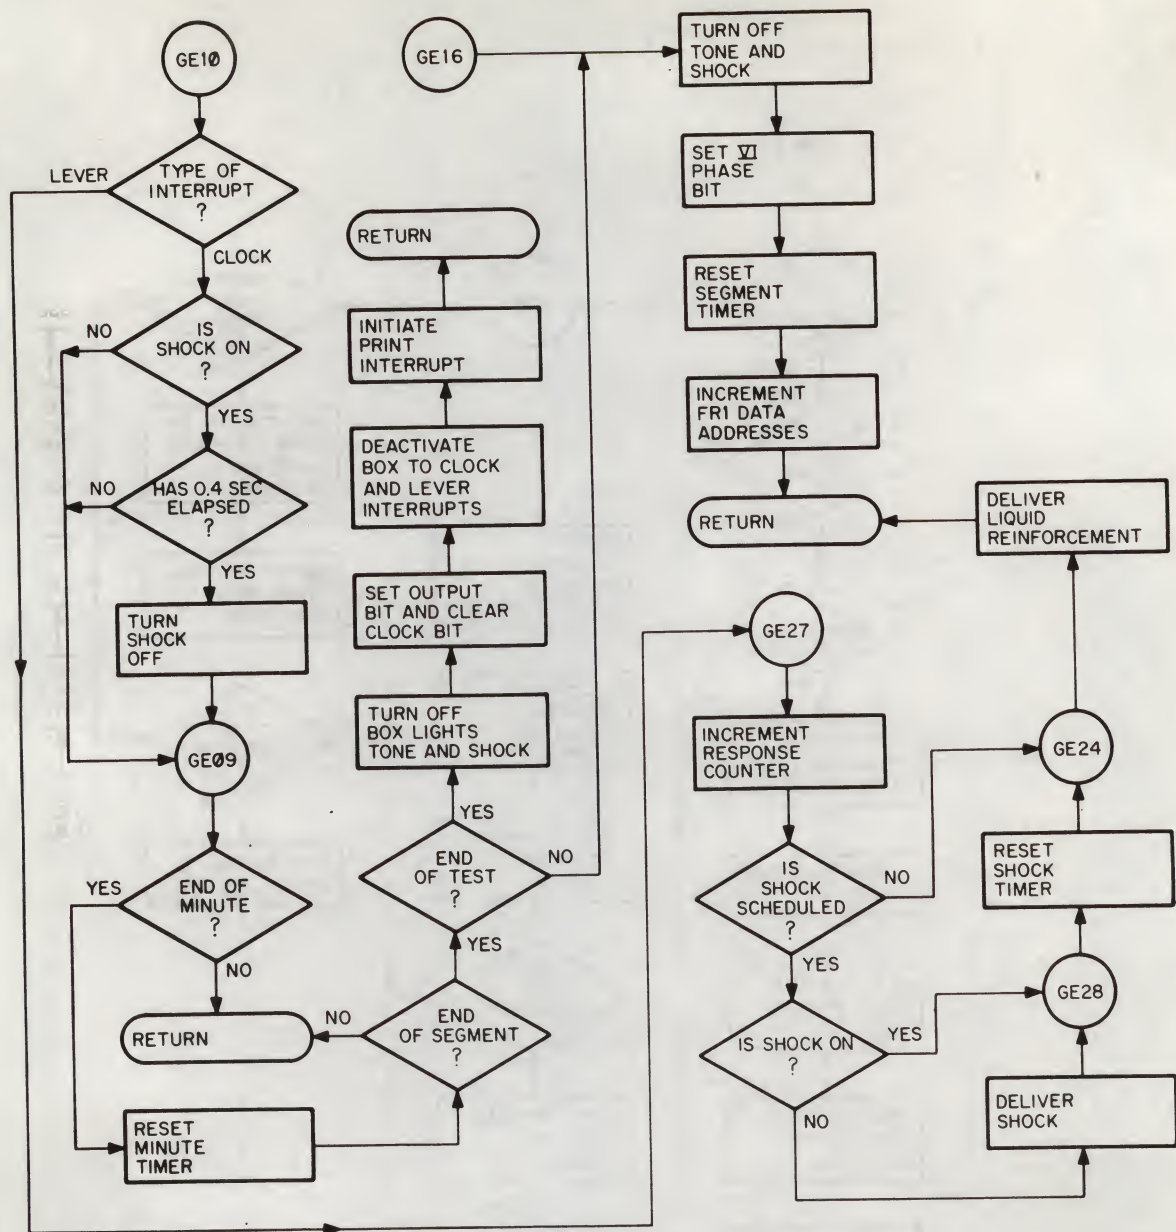 GE10
TYPE OF
INTERRUPT
?
LEVER
CLOCK
IS
SHOCK ON
?
NO
YES
HAS 0.4 SEC
ELAPSED
?
NO
YES
TURN
SHOCK
OFF
GE09
END OF
MINUTE
?
YES
NO
RETURN
RESET
MINUTE
TIMER
END
OF SEGMENT
?
NO
YES
END
OF TEST
?
YES
NO
TURN OFF
BOX LIGHTS
TONE AND SHOCK
SET OUTPUT
BIT AND CLEAR
CLOCK BIT
DEACTIVATE
BOX TO CLOCK
AND LEVER
INTERRUPTS
INITIATE
PRINT
INTERRUPT
RETURN
GE16
TURN OFF
TONE AND
SHOCK
SET VI
PHASE
BIT
RESET
SEGMENT
TIMER
INCREMENT
FR1 DATA
ADDRESSES
RETURN
DELIVER
LIQUID
REINFORCEMENT
GE27
INCREMENT
RESPONSE
COUNTER
IS
SHOCK
SCHEDULED
?
NO
YES
IS SHOCK ON
?
YES
NO
GE24
RESET
SHOCK
TIMER
GE28
DELIVER
SHOCK